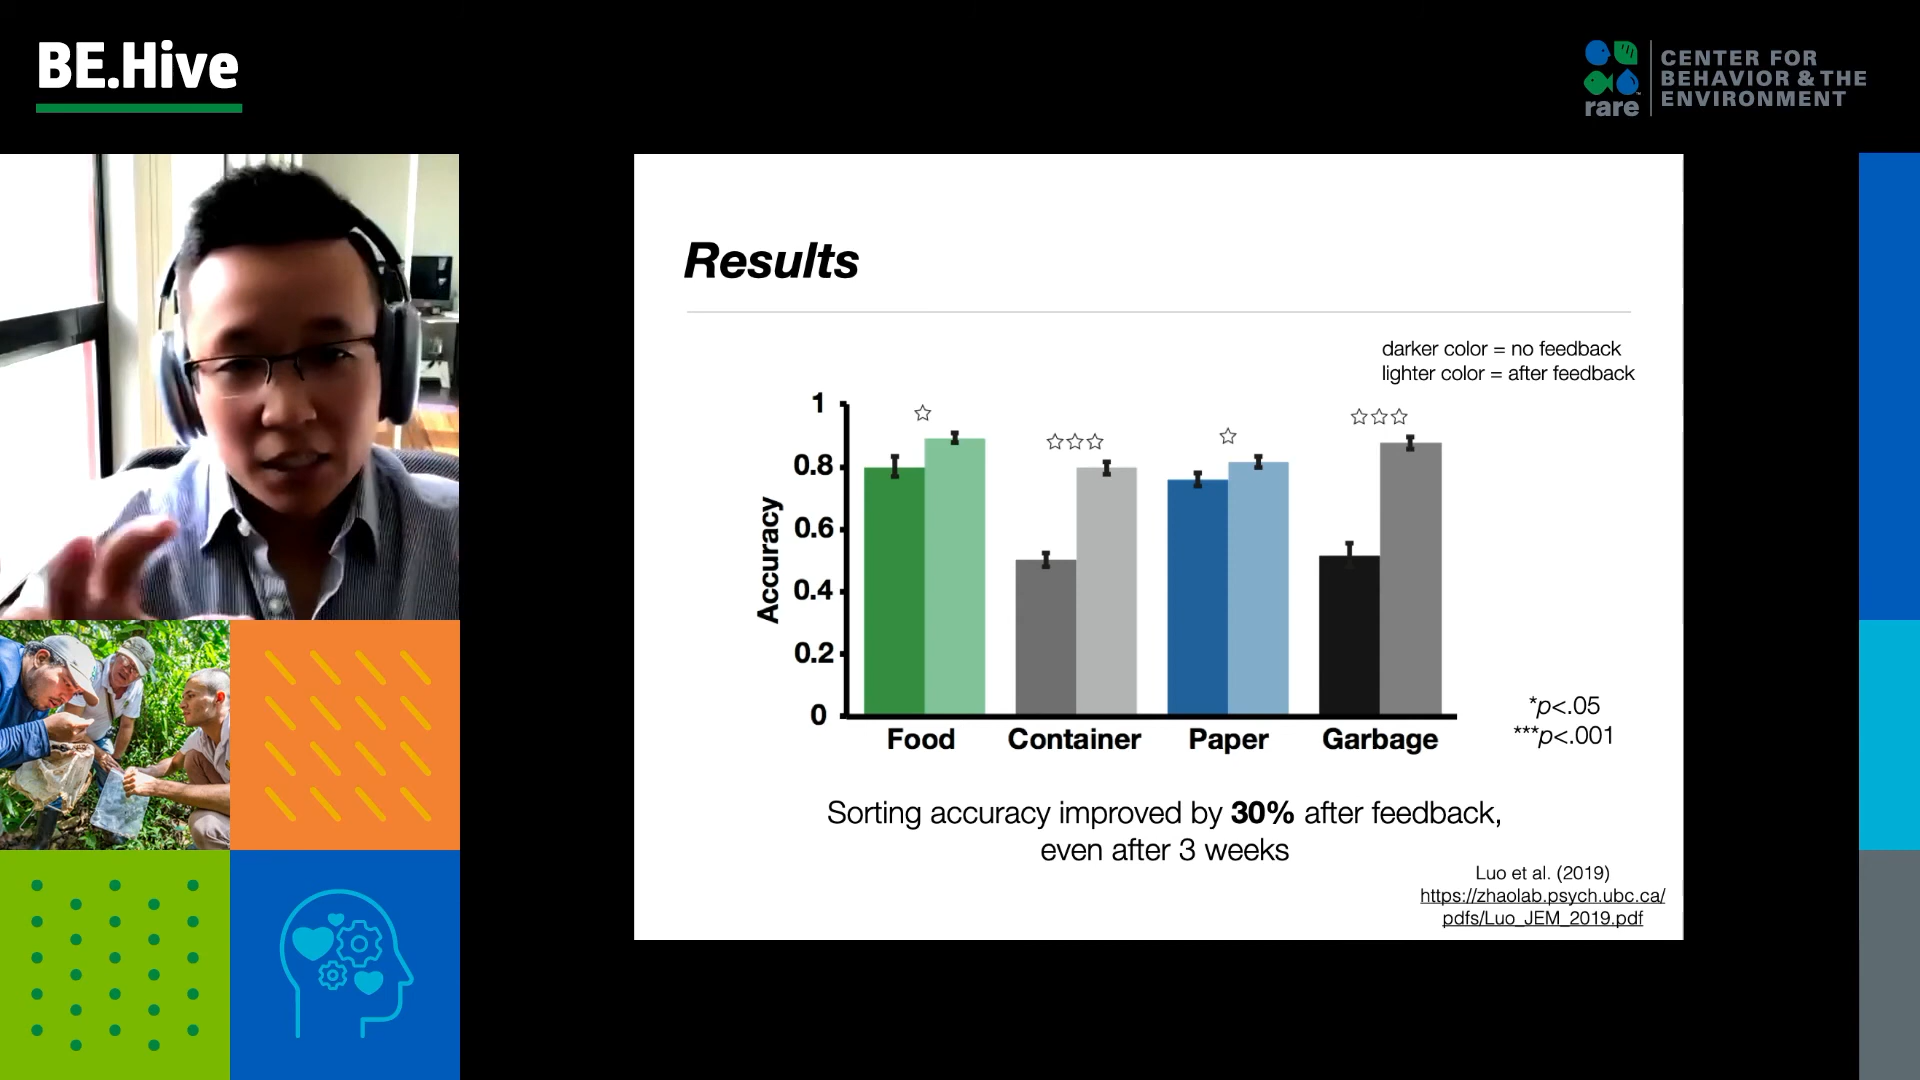 BE.Hive
rare
CENTER FOR
BEHAVIOR & THE
ENVIRONMENT
Results
darker color = no feedback
lighter color = after feedback
1
0.8
0.6
0.4
0.2
0
Accuracy
☆
☆☆☆
☆
☆☆☆
Food Container Paper Garbage
*p<.05
***p<.001
Sorting accuracy improved by 30% after feedback,
even after 3 weeks
Luo et al. (2019)
https://zhaolab.psych.ubc.ca/
pdfs/Luo_JEM_2019.pdf